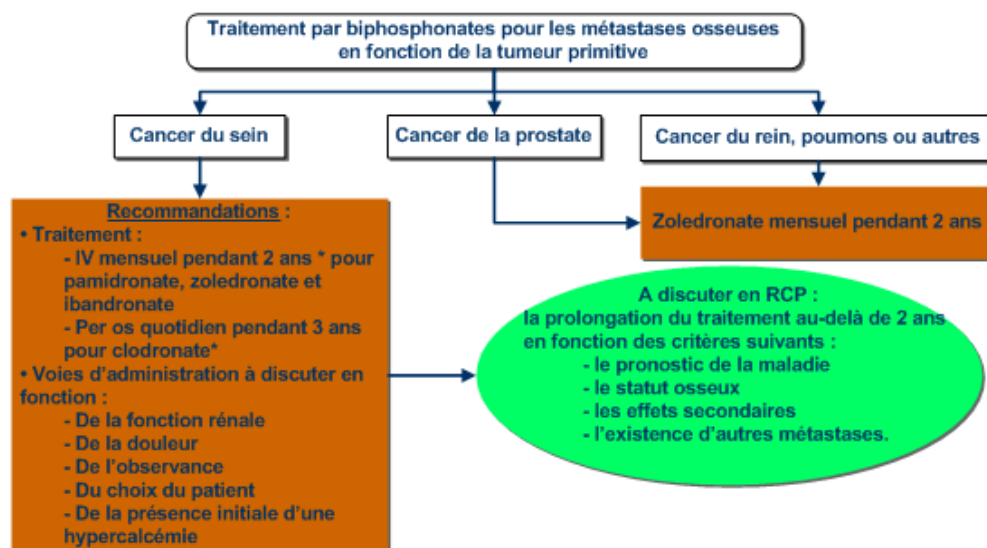 Traitement par biphosphonates pour les métastases osseuses
en fonction de la tumeur primitive
Cancer du sein
Cancer de la prostate
Cancer du rein, poumons ou autres
Recommandations :
• Traitement :
- IV mensuel pendant 2 ans * pour
pamidronate, zoledronate et
ibandronate
- Per os quotidien pendant 3 ans
pour clodronate*
• Voies d'administration à discuter en
fonction :
- De la fonction rénale
- De la douleur
- De l'observance
- Du choix du patient
- De la présence initiale d'une
hypercalcémie
Zoledronate mensuel pendant 2 ans
A discuter en RCP :
la prolongation du traitement au-delà de 2 ans
en fonction des critères suivants :
- le pronostic de la maladie
- le statut osseux
- les effets secondaires
- l'existence d'autres métastases.